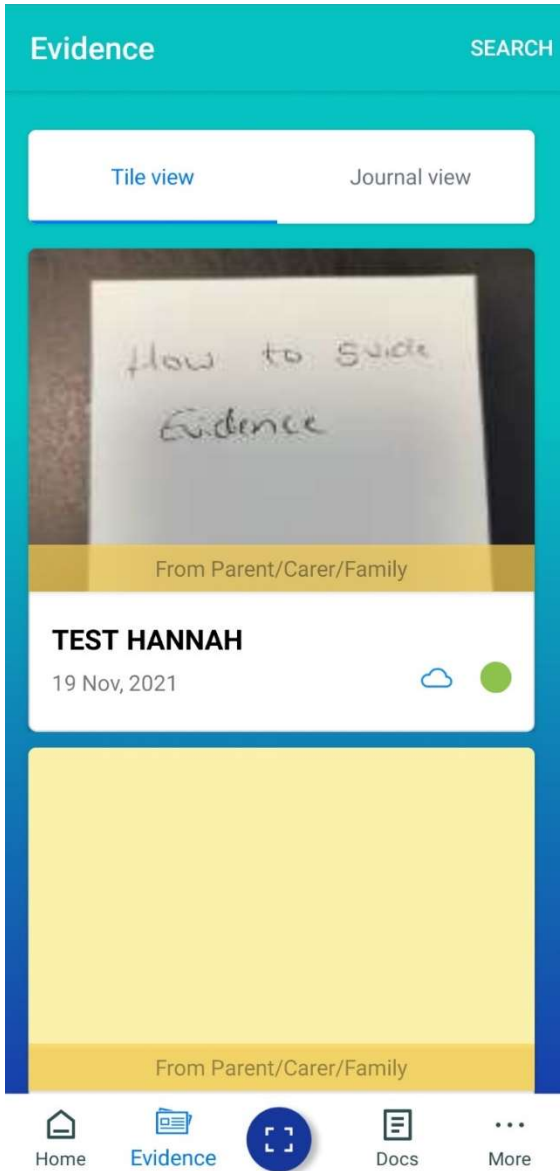 Evidence
SEARCH
Tile view
Journal view
How to Guide
Evidence
From Parent/Carer/Family
TEST HANNAH
19 Nov, 2021
From Parent/Carer/Family
Home
Evidence
Docs
More